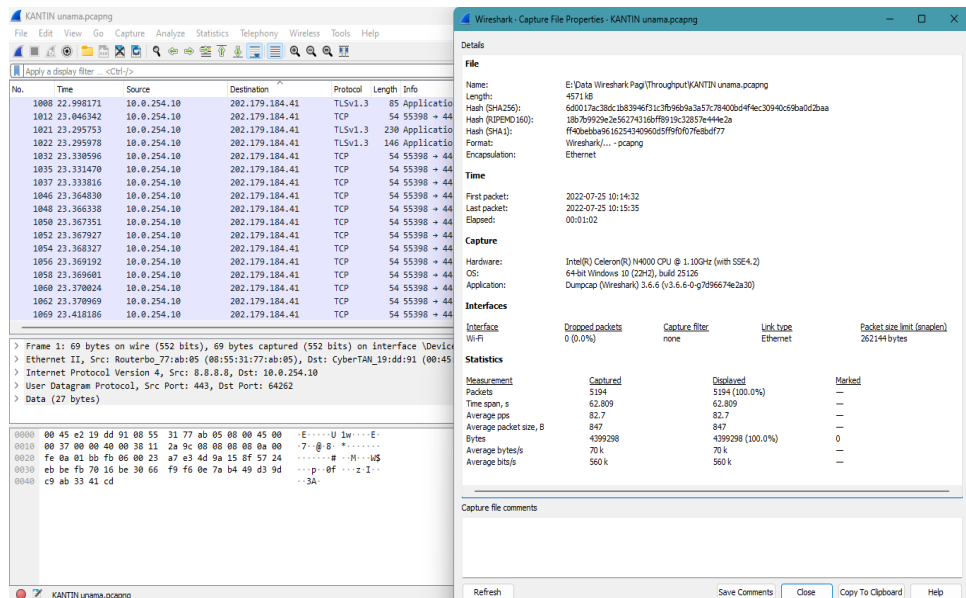 KANTIN unama.pcapng
File Edit View Go Capture Analyze Statistics Telephony Wireless Tools Help
Apply a display filter ... <Ctrl-/>
No. Time Source Destination Protocol Length Info
1008 22.998171 10.0.254.10 202.179.184.41 TLSv1.3 85 Applicatio
1012 23.046342 10.0.254.10 202.179.184.41 TCP 54 55398 → 44
1021 23.295753 10.0.254.10 202.179.184.41 TLSv1.3 230 Applicatio
1022 23.295978 10.0.254.10 202.179.184.41 TLSv1.3 146 Applicatio
1032 23.330596 10.0.254.10 202.179.184.41 TCP 54 55398 → 44
1035 23.331470 10.0.254.10 202.179.184.41 TCP 54 55398 → 44
1037 23.333816 10.0.254.10 202.179.184.41 TCP 54 55398 → 44
1046 23.364830 10.0.254.10 202.179.184.41 TCP 54 55398 → 44
1048 23.366338 10.0.254.10 202.179.184.41 TCP 54 55398 → 44
1050 23.367351 10.0.254.10 202.179.184.41 TCP 54 55398 → 44
1052 23.367927 10.0.254.10 202.179.184.41 TCP 54 55398 → 44
1054 23.368327 10.0.254.10 202.179.184.41 TCP 54 55398 → 44
1056 23.369192 10.0.254.10 202.179.184.41 TCP 54 55398 → 44
1058 23.369601 10.0.254.10 202.179.184.41 TCP 54 55398 → 44
1060 23.370024 10.0.254.10 202.179.184.41 TCP 54 55398 → 44
1062 23.370969 10.0.254.10 202.179.184.41 TCP 54 55398 → 44
1069 23.418186 10.0.254.10 202.179.184.41 TCP 54 55398 → 44
> Frame 1: 69 bytes on wire (552 bits), 69 bytes captured (552 bits) on interface \Device
> Ethernet II, Src: Routerbo_77:ab:05 (08:55:31:77:ab:05), Dst: CyberTAN_19:dd:91 (00:45:
> Internet Protocol Version 4, Src: 8.8.8.8, Dst: 10.0.254.10
> User Datagram Protocol, Src Port: 443, Dst Port: 64262
> Data (27 bytes)
0000 00 45 e2 19 dd 91 08 55 31 77 ab 05 08 00 45 00 ·E·····U 1w····E·
0010 00 37 00 00 40 00 38 11 2a 9c 08 08 08 08 0a 00 ·7··@·8· *·······
0020 fe 0a 01 bb fb 06 00 23 a7 e3 4d 9a 15 8f 57 24 ·······# ··M···W$
0030 eb be fb 70 16 be 30 66 f9 f6 0e 7a b4 49 d3 9d ···p··0f ···z·I··
0040 c9 ab 33 41 cd ··3A·
KANTIN unama.pcapng
Wireshark · Capture File Properties · KANTIN unama.pcapng
Details
File
Name: E:\Data Wireshark Pagi\Throughput\KANTIN unama.pcapng
Length: 4571 kB
Hash (SHA256): 6d0017ac38dc1b83946f31c3fb96b9a3a57c78400bd4f4ec30940c69ba0d2baa
Hash (RIPEMD160): 18b7b9929e2e56274316bff8919c32857e444e2a
Hash (SHA1): ff40bebba9616254340960d5ff9f0f07fe8bdf77
Format: Wireshark/... - pcapng
Encapsulation: Ethernet
Time
First packet: 2022-07-25 10:14:32
Last packet: 2022-07-25 10:15:35
Elapsed: 00:01:02
Capture
Hardware: Intel(R) Celeron(R) N4000 CPU @ 1.10GHz (with SSE4.2)
OS: 64-bit Windows 10 (22H2), build 25126
Application: Dumpcap (Wireshark) 3.6.6 (v3.6.6-0-g7d96674e2a30)
Interfaces
Interface Dropped packets Capture filter Link type Packet size limit (snaplen)
Wi-Fi 0 (0.0%) none Ethernet 262144 bytes
Statistics
Measurement Captured Displayed Marked
Packets 5194 5194 (100.0%) —
Time span, s 62.809 62.809 —
Average pps 82.7 82.7 —
Average packet size, B 847 847 —
Bytes 4399298 4399298 (100.0%) 0
Average bytes/s 70 k 70 k —
Average bits/s 560 k 560 k —
Capture file comments
Refresh Save Comments Close Copy To Clipboard Help